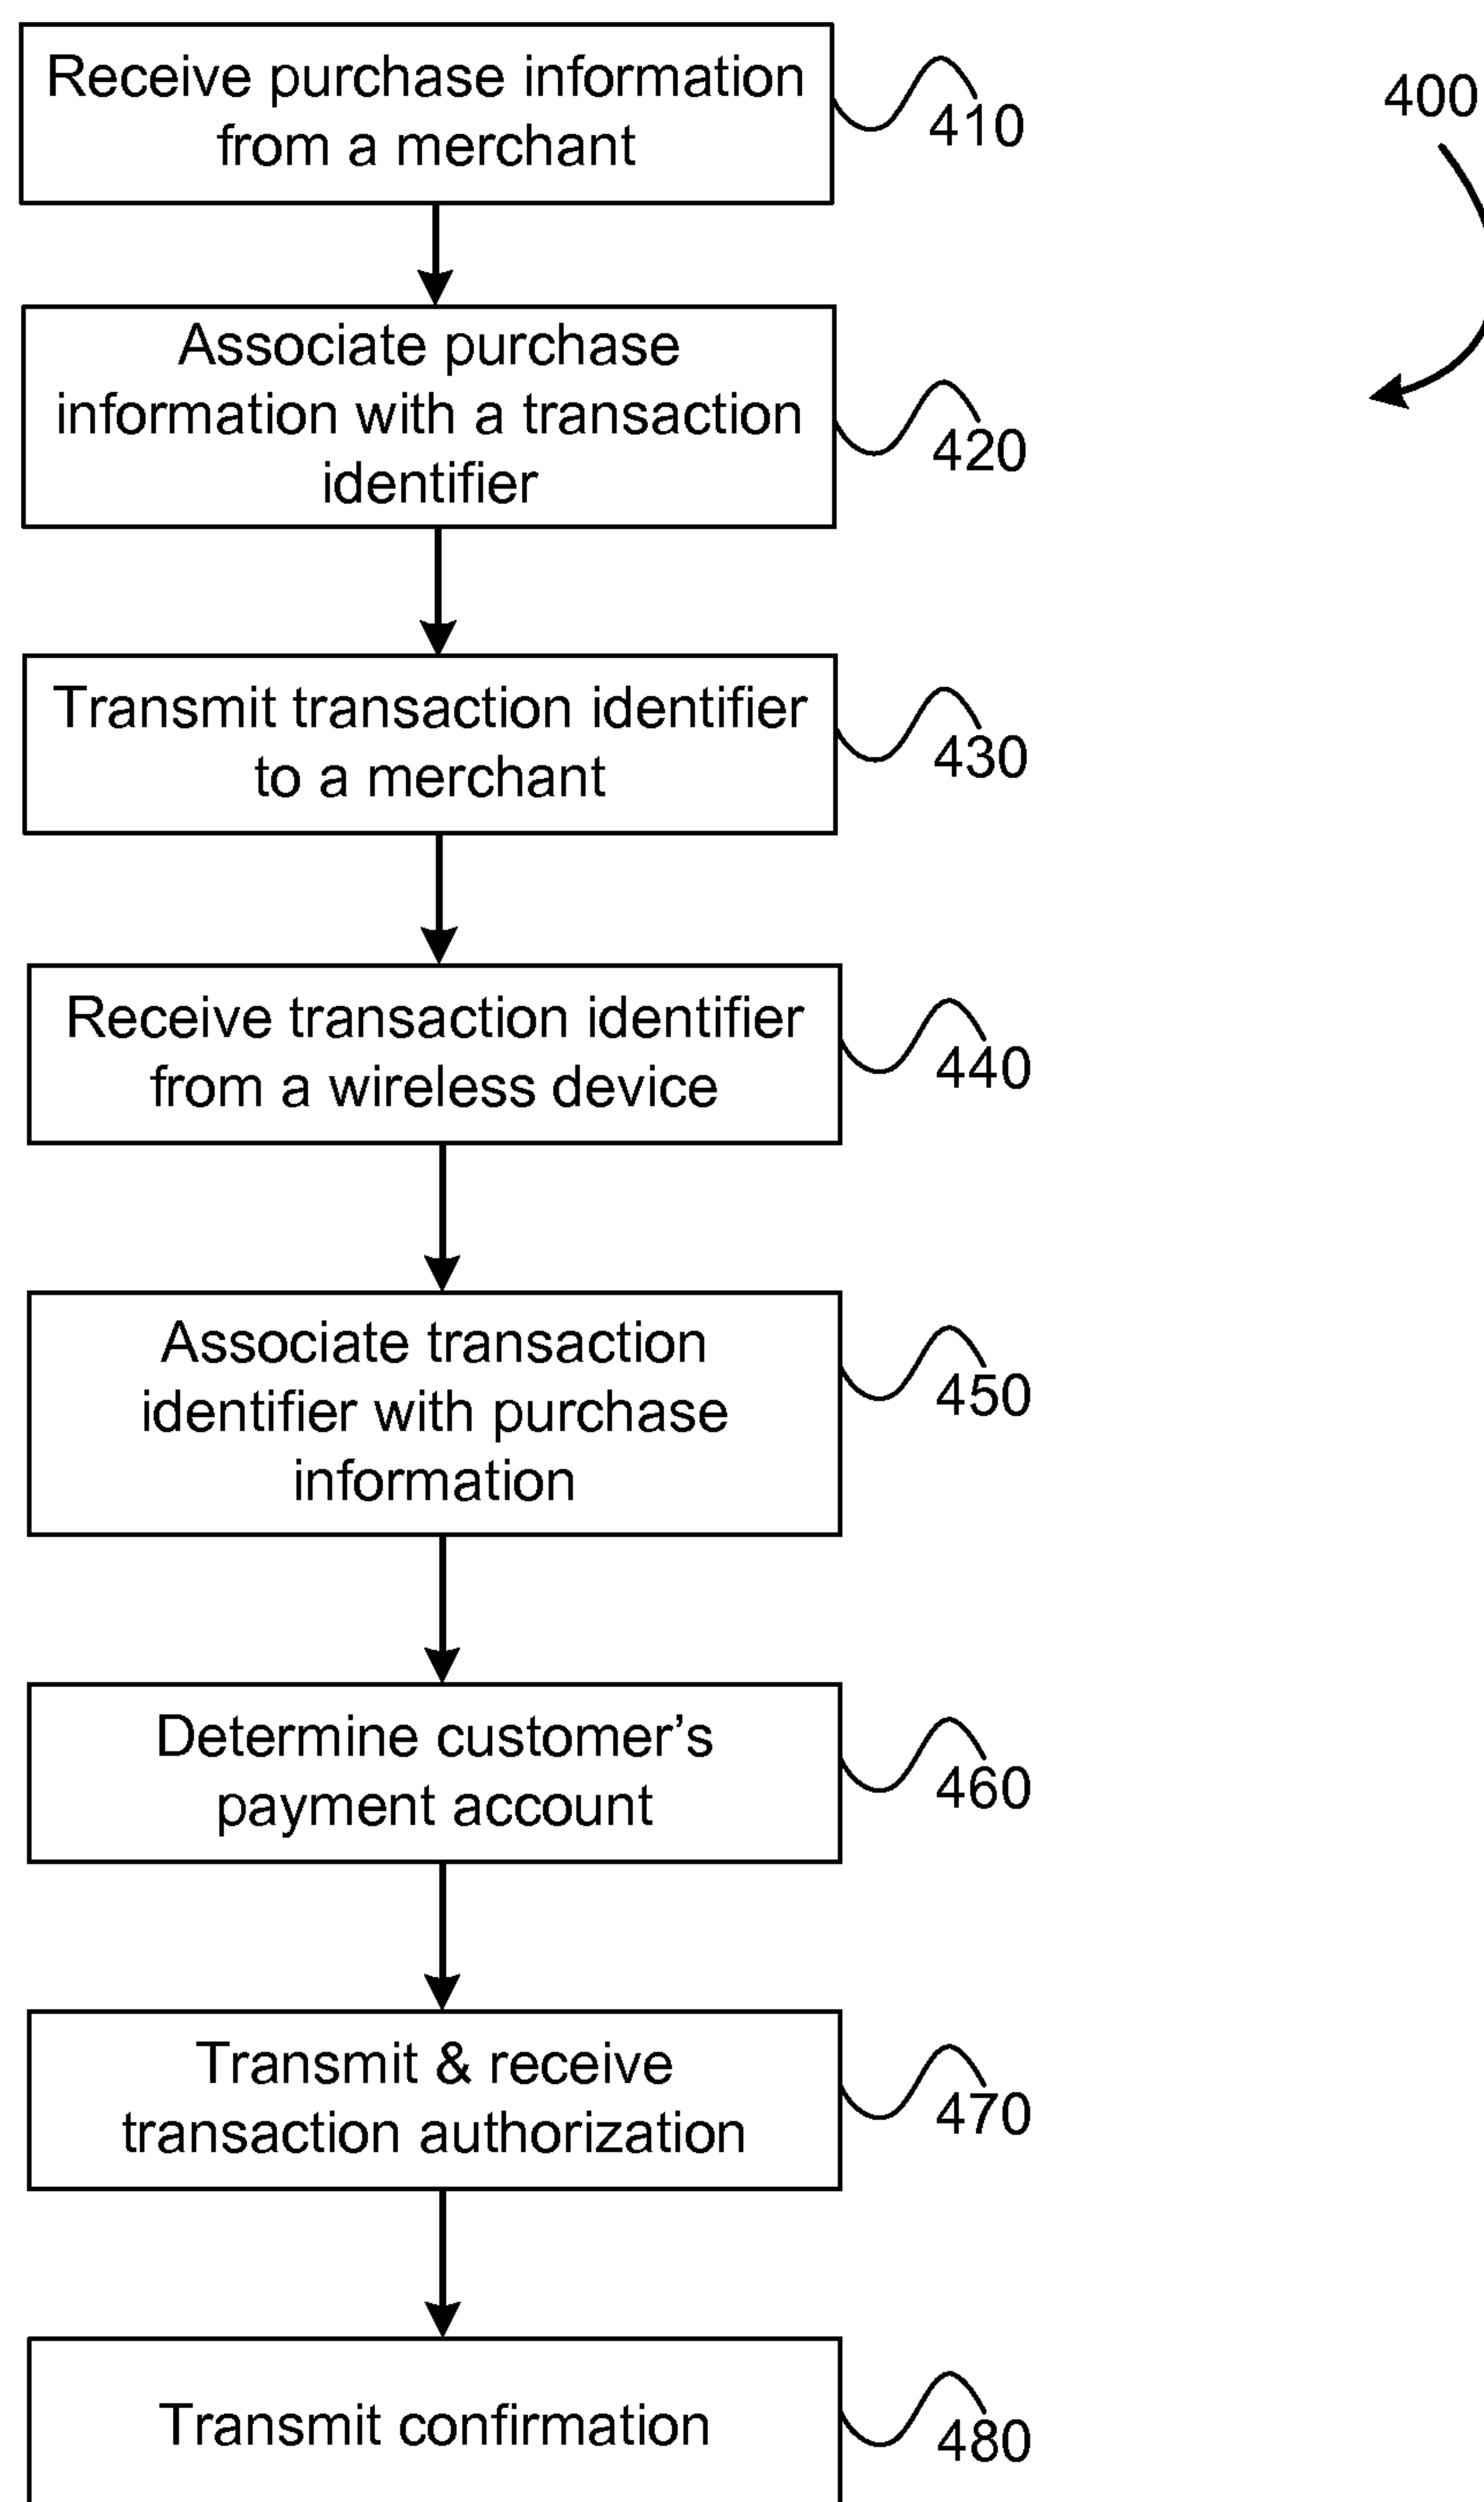 Receive purchase information
from a merchant
410
400
Associate purchase
information with a transaction
identifier
420
Transmit transaction identifier
to a merchant
430
Receive transaction identifier
from a wireless device
440
Associate transaction
identifier with purchase
information
450
Determine customer’s
payment account
460
Transmit & receive
transaction authorization
470
Transmit confirmation
480